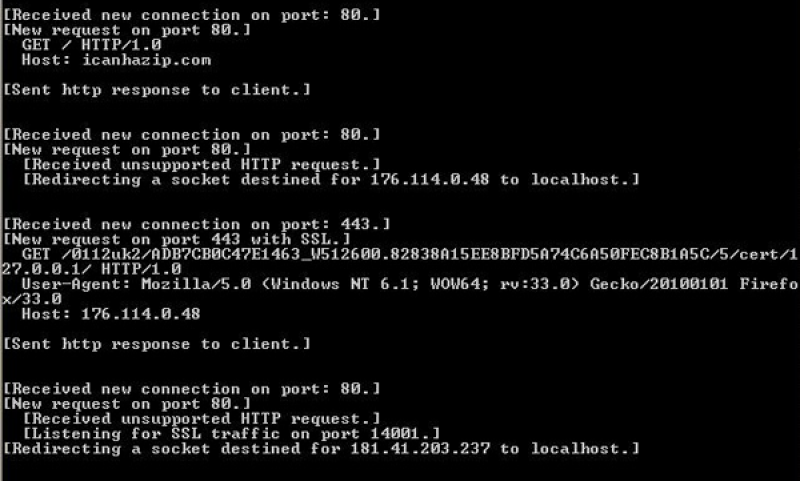 [Received new connection on port: 80.]
[New request on port 80.]
GET / HTTP/1.0
Host: icanhazip.com
[Sent http response to client.]
[Received new connection on port: 80.]
[New request on port 80.]
[Received unsupported HTTP request.]
[Redirecting a socket destined for 176.114.0.48 to localhost.]
[Received new connection on port: 443.]
[New request on port 443 with SSL.]
GET /0112uk2/ADB7CB0C47E1463_W512600.82838A15EE8BFD5A74C6A50FEC8B1A5C/5/cert/1
27.0.0.1/ HTTP/1.0
User-Agent: Mozilla/5.0 (Windows NT 6.1; WOW64; rv:33.0) Gecko/20100101 Firefo
x/33.0
Host: 176.114.0.48
[Sent http response to client.]
[Received new connection on port: 80.]
[New request on port 80.]
[Received unsupported HTTP request.]
[Listening for SSL traffic on port 14001.]
[Redirecting a socket destined for 181.41.203.237 to localhost.]